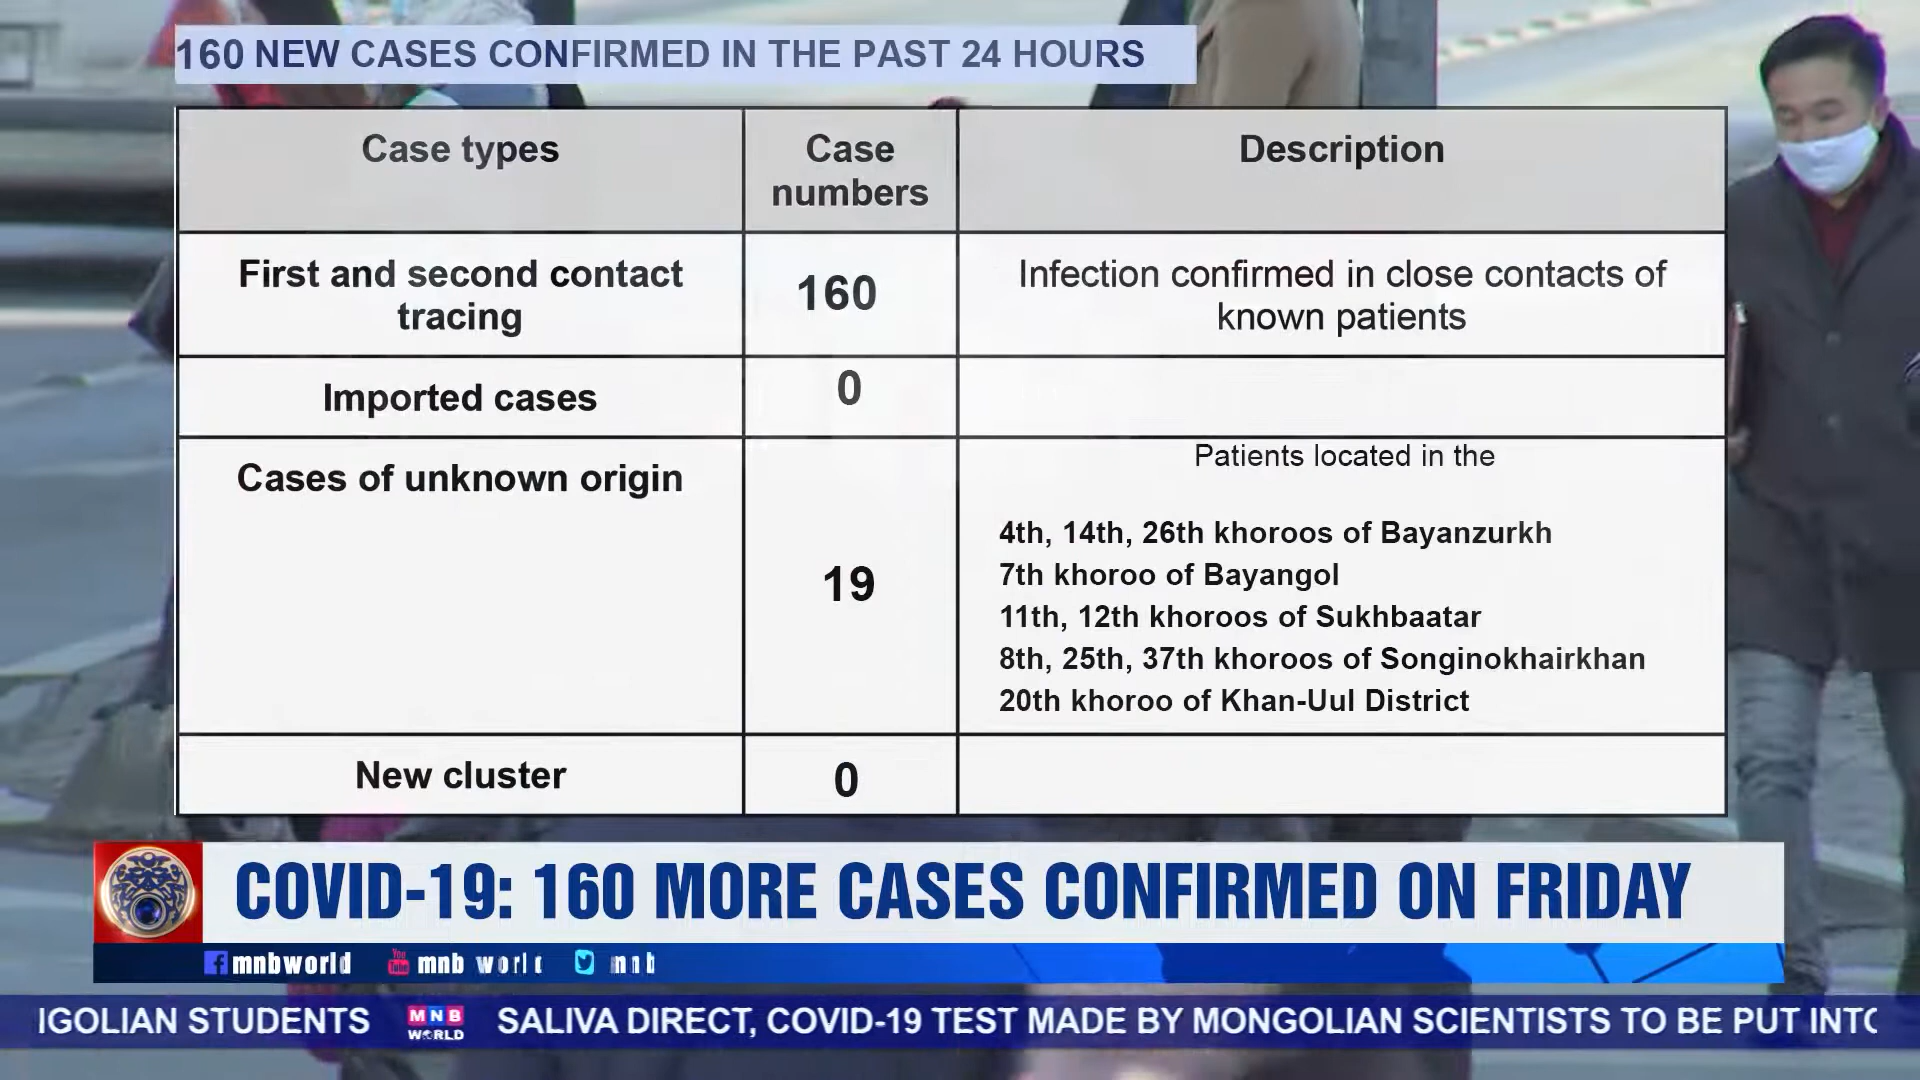 160 NEW CASES CONFIRMED IN THE PAST 24 HOURS
Case types
Case
numbers
Description
First and second contact
tracing
160
Infection confirmed in close contacts of
known patients
Imported cases
0
Cases of unknown origin
19
Patients located in the
4th, 14th, 26th khoroos of Bayanzurkh
7th khoroo of Bayangol
11th, 12th khoroos of Sukhbaatar
8th, 25th, 37th khoroos of Songinokhairkhan
20th khoroo of Khan-Uul District
New cluster
0
COVID-19: 160 MORE CASES CONFIRMED ON FRIDAY
mnbworld
You
Tube
mnb
IGOLIAN STUDENTS
MNB
WORLD
SALIVA DIRECT, COVID-19 TEST MADE BY MONGOLIAN SCIENTISTS TO BE PUT INTO